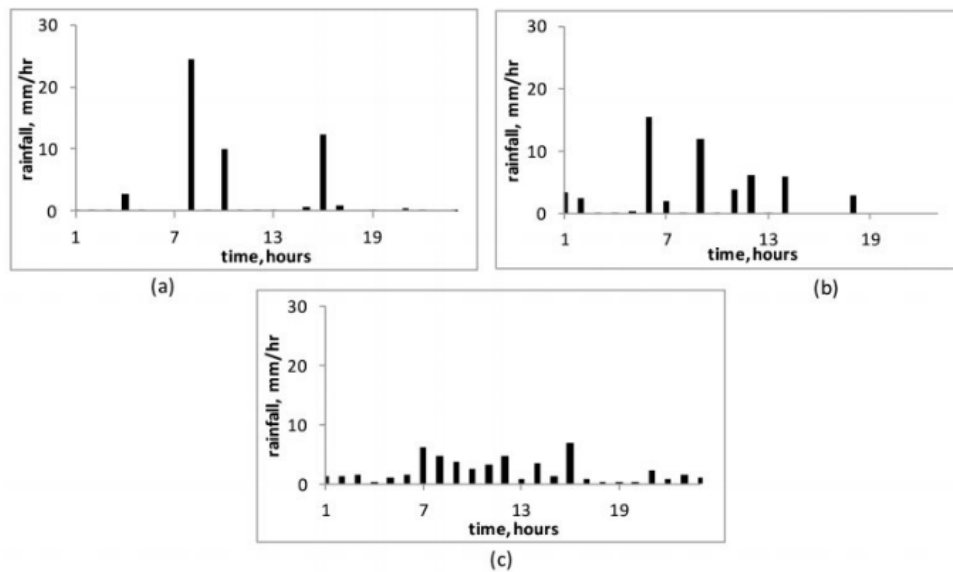 30
20
10
0
rainfall, mm/hr
1 7 13 19
time,hours
(a)
30
20
10
0
rainfall, mm/hr
1 7 13 19
time, hours
(b)
30
20
10
0
rainfall, mm/hr
1 7 13 19
time, hours
(c)